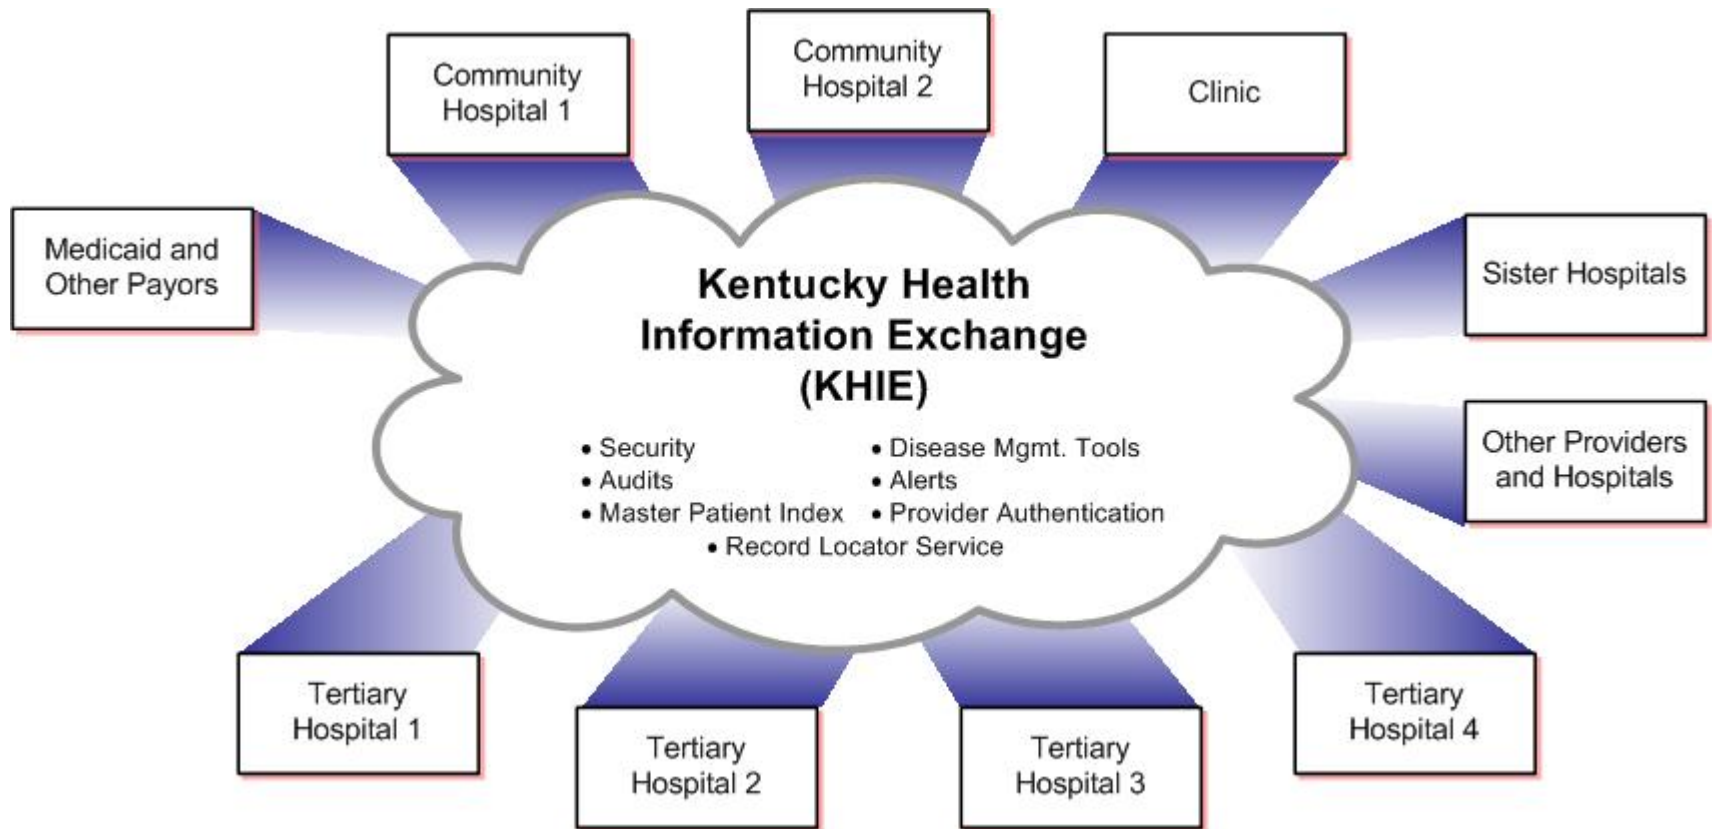 Community
Hospital 1
Community
Hospital 2
Clinic
Medicaid and
Other Payors
Sister Hospitals
Kentucky Health
Information Exchange
(KHIE)
• Security
• Audits
• Master Patient Index
• Disease Mgmt. Tools
• Alerts
• Provider Authentication
• Record Locator Service
Other Providers
and Hospitals
Tertiary
Hospital 1
Tertiary
Hospital 2
Tertiary
Hospital 3
Tertiary
Hospital 4